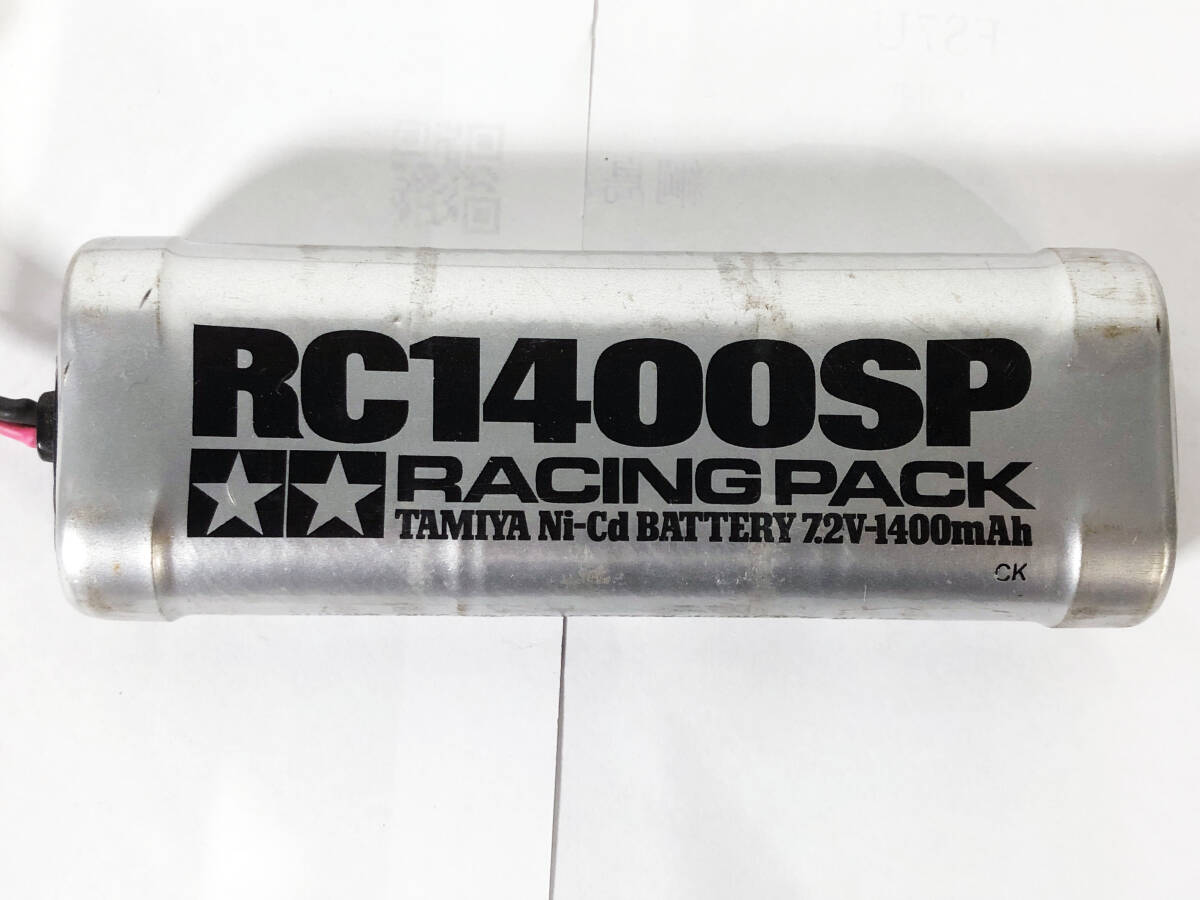 RC1400SP
RACING PACK
TAMIYA Ni-Cd BATTERY 7.2V-1400mAh
CK